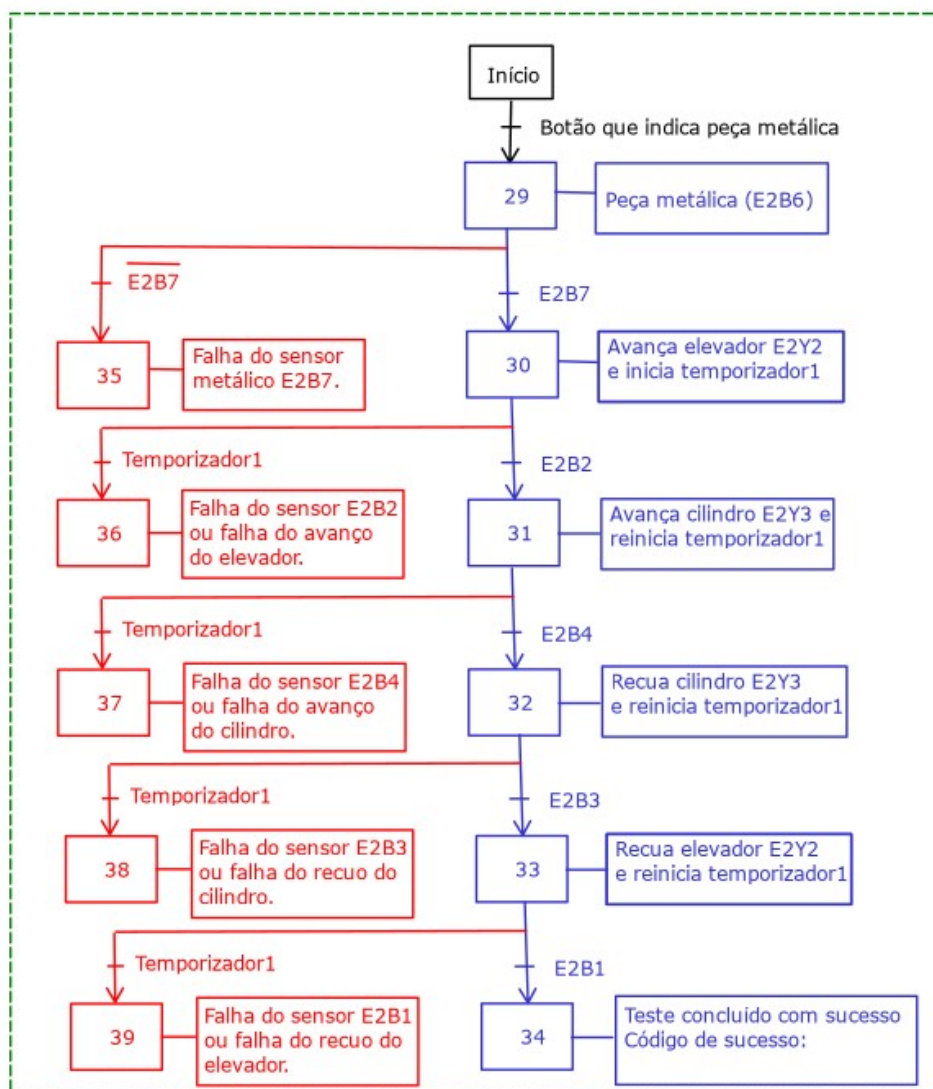 Início
Botão que indica peça metálica
29
Peça metálica (E2B6)
E2B7
E2B7
35
Falha do sensor
metálico E2B7.
30
Avança elevador E2Y2
e inicia temporizador1
Temporizador1
E2B2
36
Falha do sensor E2B2
ou falha do avanço
do elevador.
31
Avança cilindro E2Y3 e
reinicia temporizador1
Temporizador1
E2B4
37
Falha do sensor E2B4
ou falha do avanço
do cilindro.
32
Recua cilindro E2Y3
e reinicia temporizador1
Temporizador1
E2B3
38
Falha do sensor E2B3
ou falha do recuo do
cilindro.
33
Recua elevador E2Y2
e reinicia temporizador1
Temporizador1
E2B1
39
Falha do sensor E2B1
ou falha do recuo do
elevador.
34
Teste concluido com sucesso
Código de sucesso: